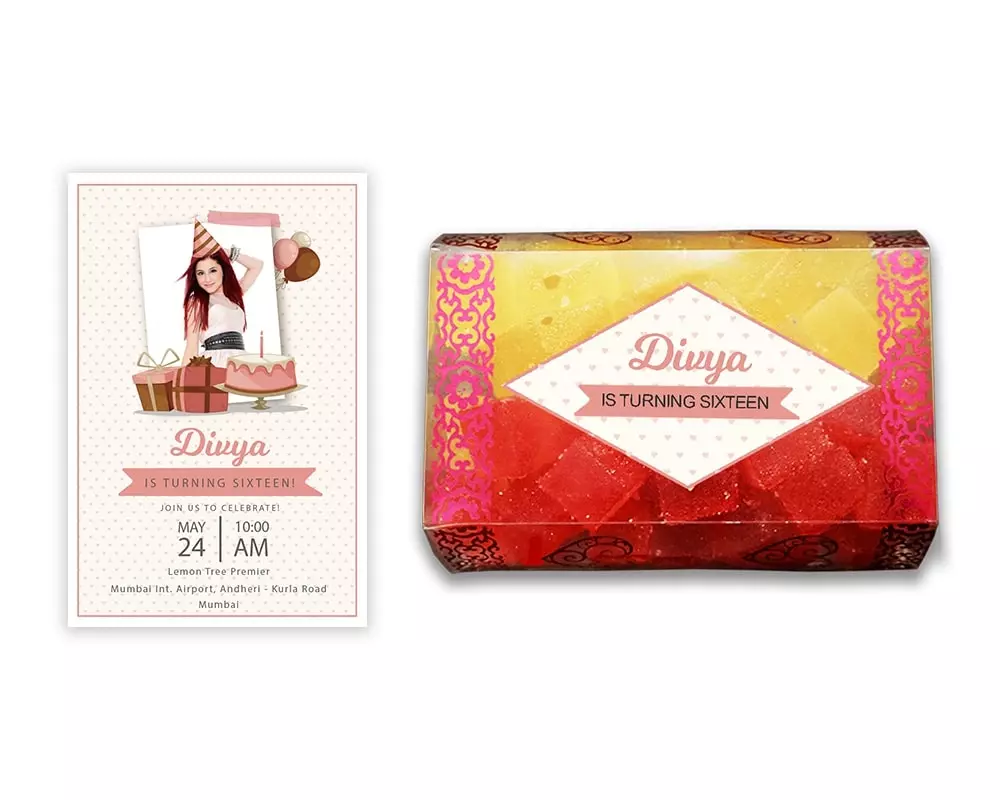 Divya
IS TURNING SIXTEEN!
JOIN US TO CELEBRATE!
MAY 10:00
24 AM
Lemon Tree Premier
Mumbai Int. Airport, Andheri - Kurla Road
Mumbai
Divya
IS TURNING SIXTEEN